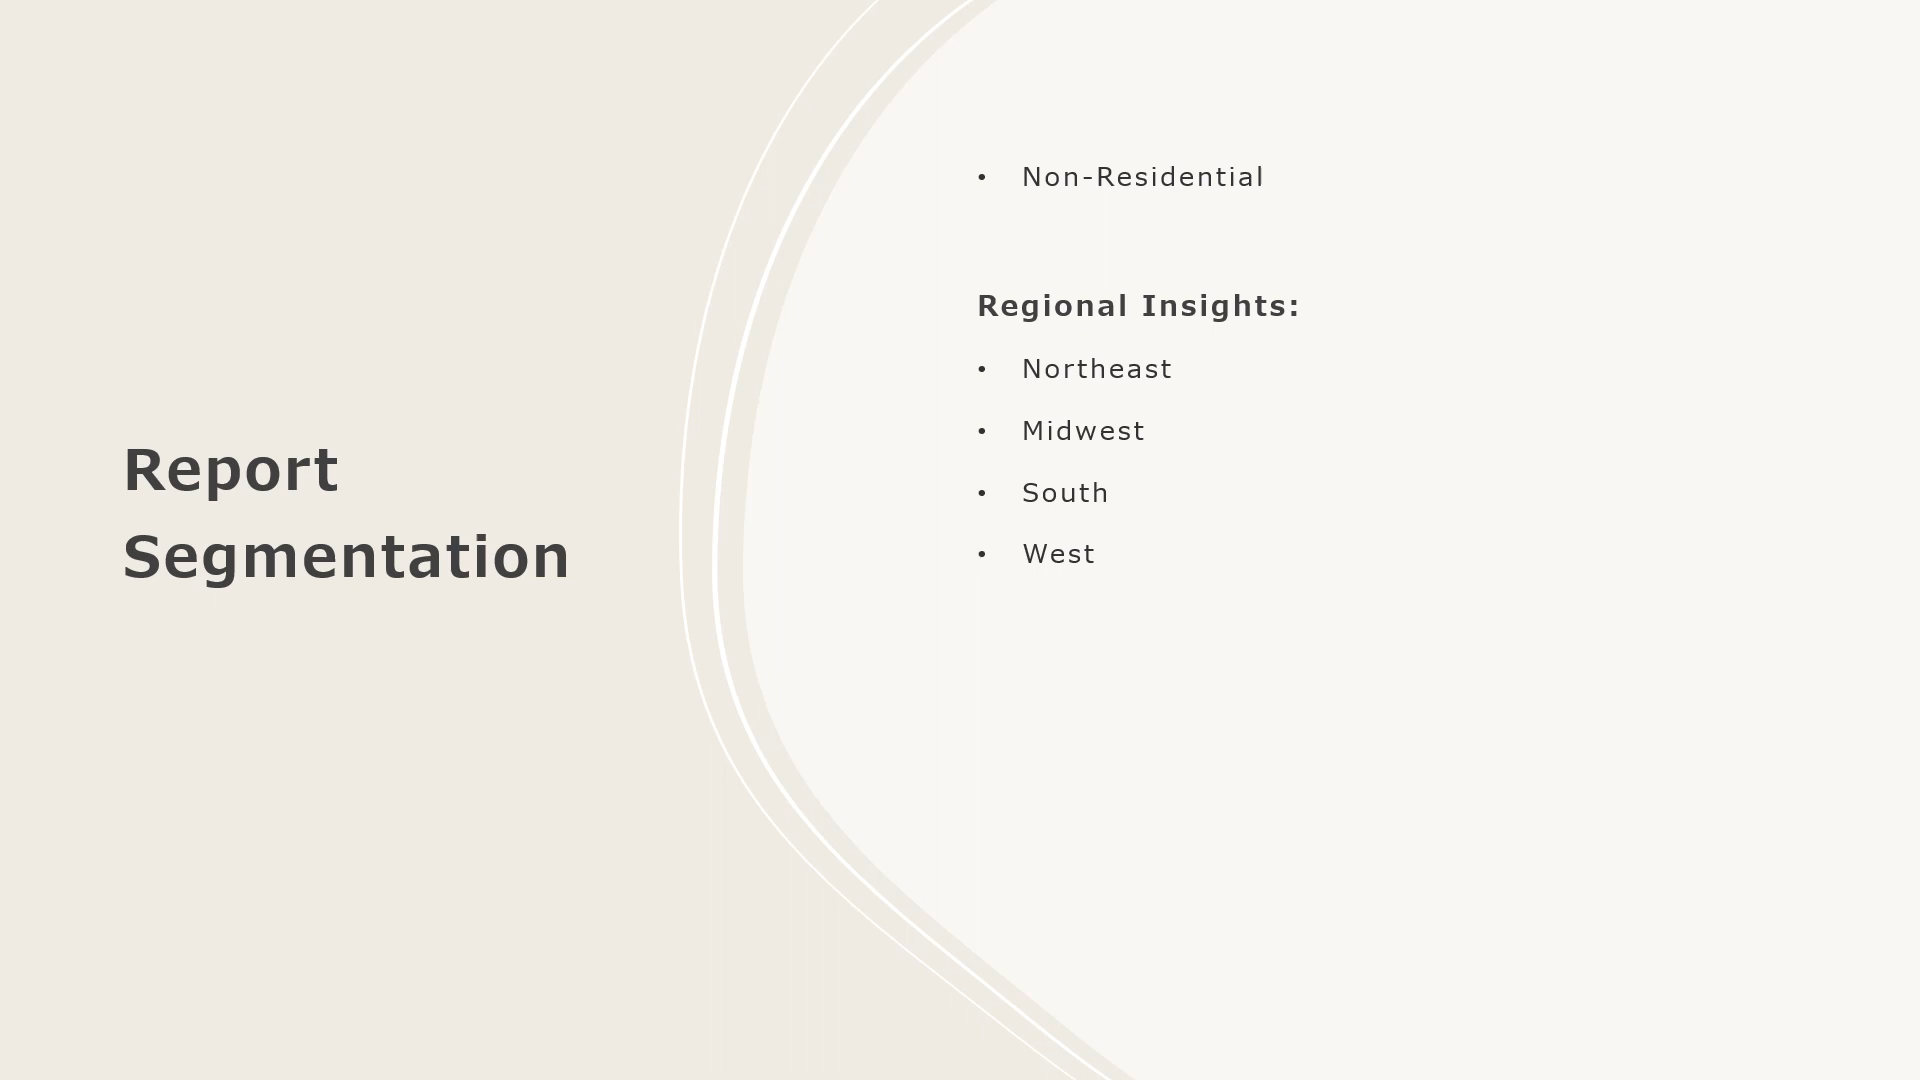 Report
Segmentation
• Non-Residential
Regional Insights:
• Northeast
• Midwest
• South
• West